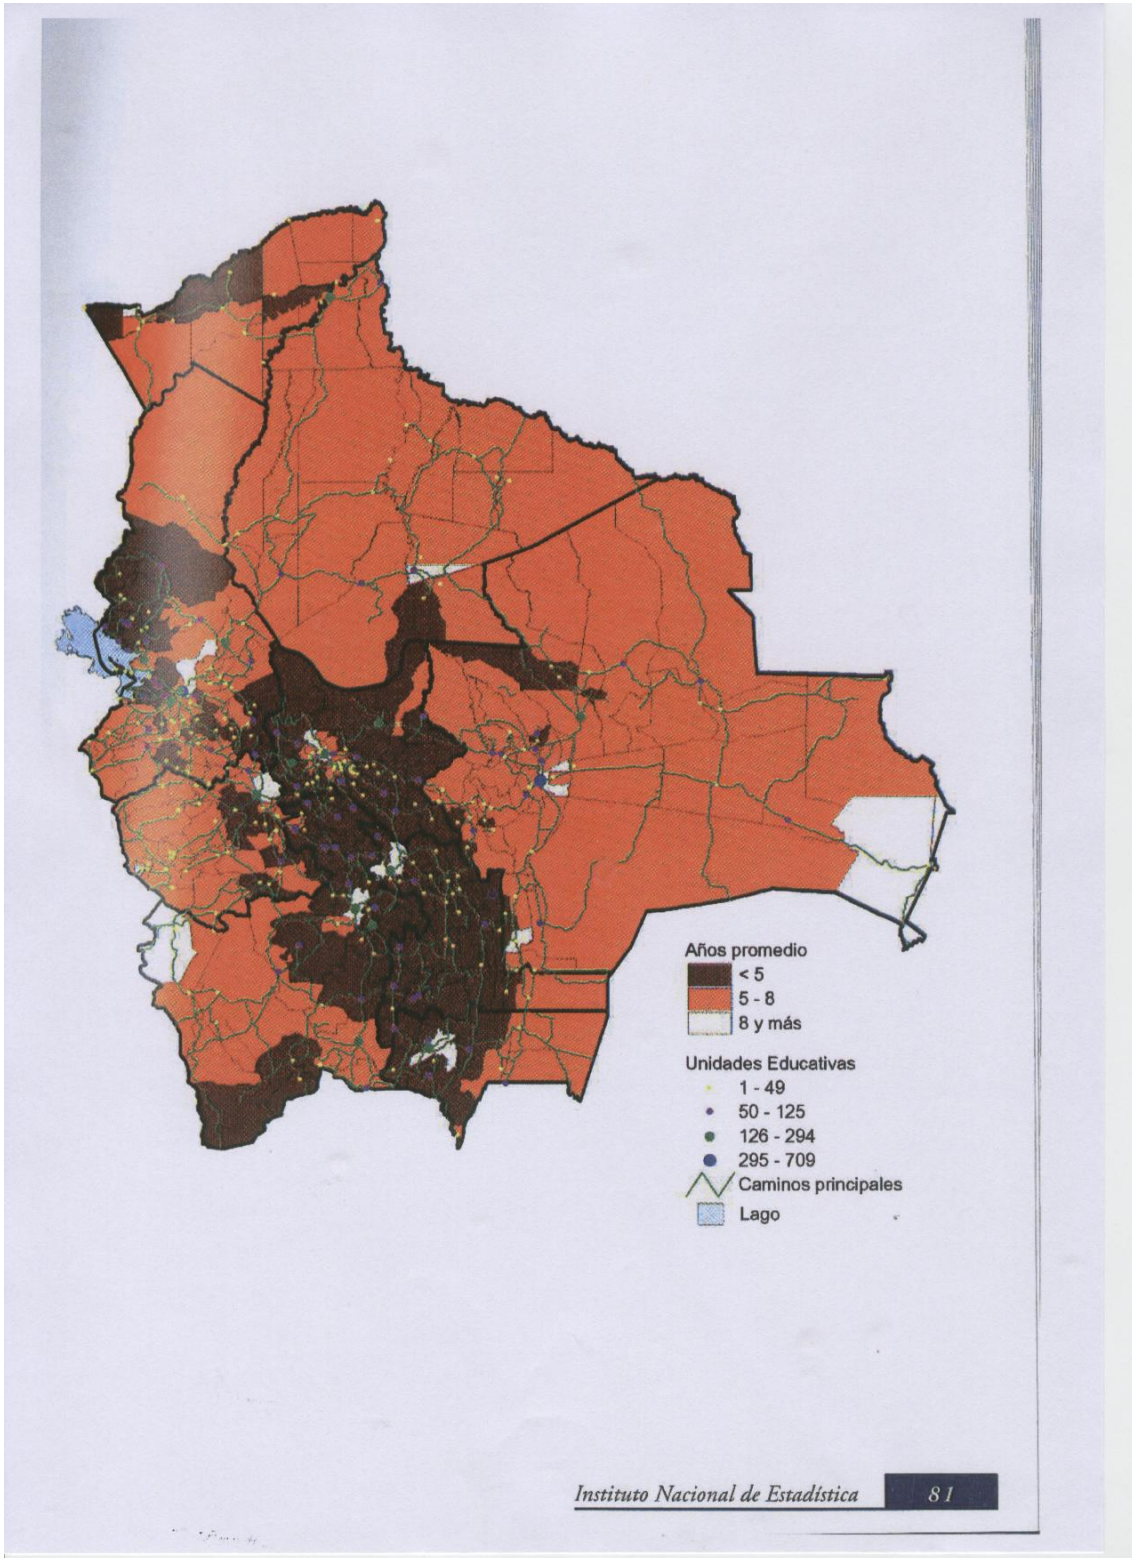 Años promedio
< 5
5 - 8
8 y más
Unidades Educativas
1 - 49
50 - 125
126 - 294
295 - 709
Caminos principales
Lago
Instituto Nacional de Estadística 81